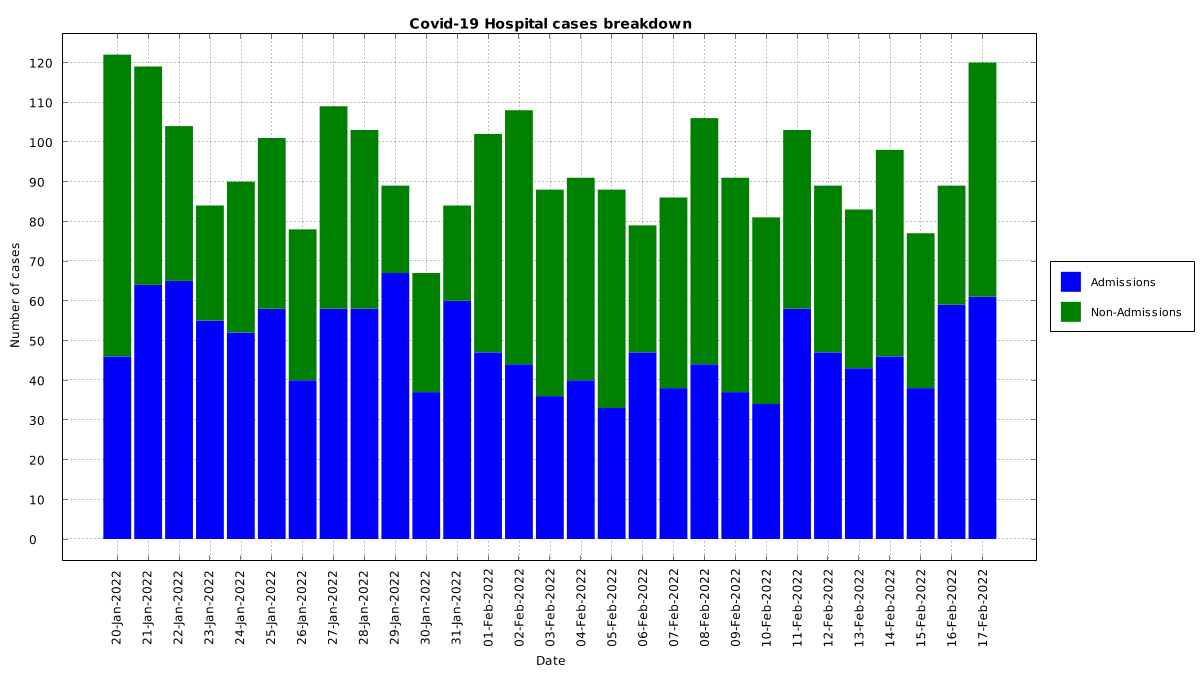 Covid-19 Hospital cases breakdown
Number of cases
120
110
100
90
80
70
60
50
40
30
20
10
0
20-Jan-2022
21-Jan-2022
22-Jan-2022
23-Jan-2022
24-Jan-2022
25-Jan-2022
26-Jan-2022
27-Jan-2022
28-Jan-2022
29-Jan-2022
30-Jan-2022
31-Jan-2022
01-Feb-2022
02-Feb-2022
03-Feb-2022
04-Feb-2022
05-Feb-2022
06-Feb-2022
07-Feb-2022
08-Feb-2022
09-Feb-2022
10-Feb-2022
11-Feb-2022
12-Feb-2022
13-Feb-2022
14-Feb-2022
15-Feb-2022
16-Feb-2022
17-Feb-2022
Date
Admissions
Non-Admissions